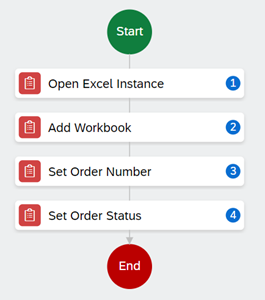 Start
Open Excel Instance 1
Add Workbook 2
Set Order Number 3
Set Order Status 4
End